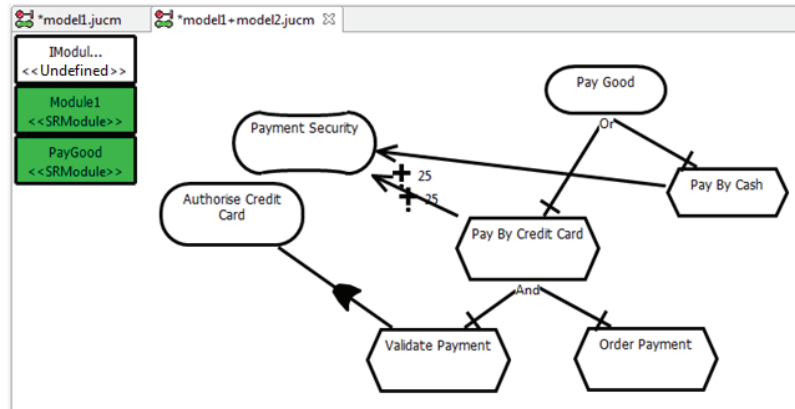 *model1.jucm
*model1+model2.jucm
IModul...
<<Undefined>>
Module1
<<SRModule>>
PayGood
<<SRModule>>
Pay Good
Or
Payment Security
25
25
Pay By Cash
Authorise Credit
Card
Pay By Credit Card
And
Validate Payment
Order Payment